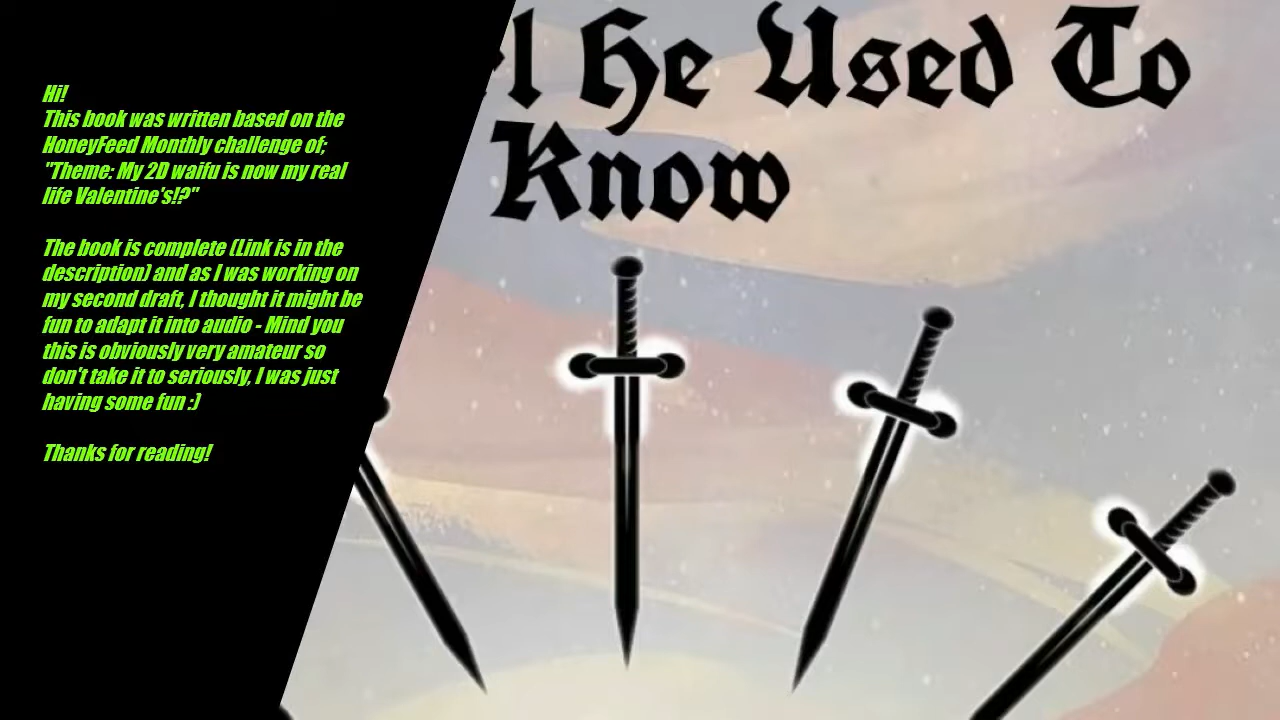 Hi!
This book was written based on the
HoneyFeed Monthly challenge of;
"Theme: My 2D waifu is now my real
life Valentine's!?"
The book is complete (Link is in the
description) and as I was working on
my second draft, I thought it might be
fun to adapt it into audio - Mind you
this is obviously very amateur so
don't take it to seriously, I was just
having some fun :)
Thanks for reading!
He Used To
Know